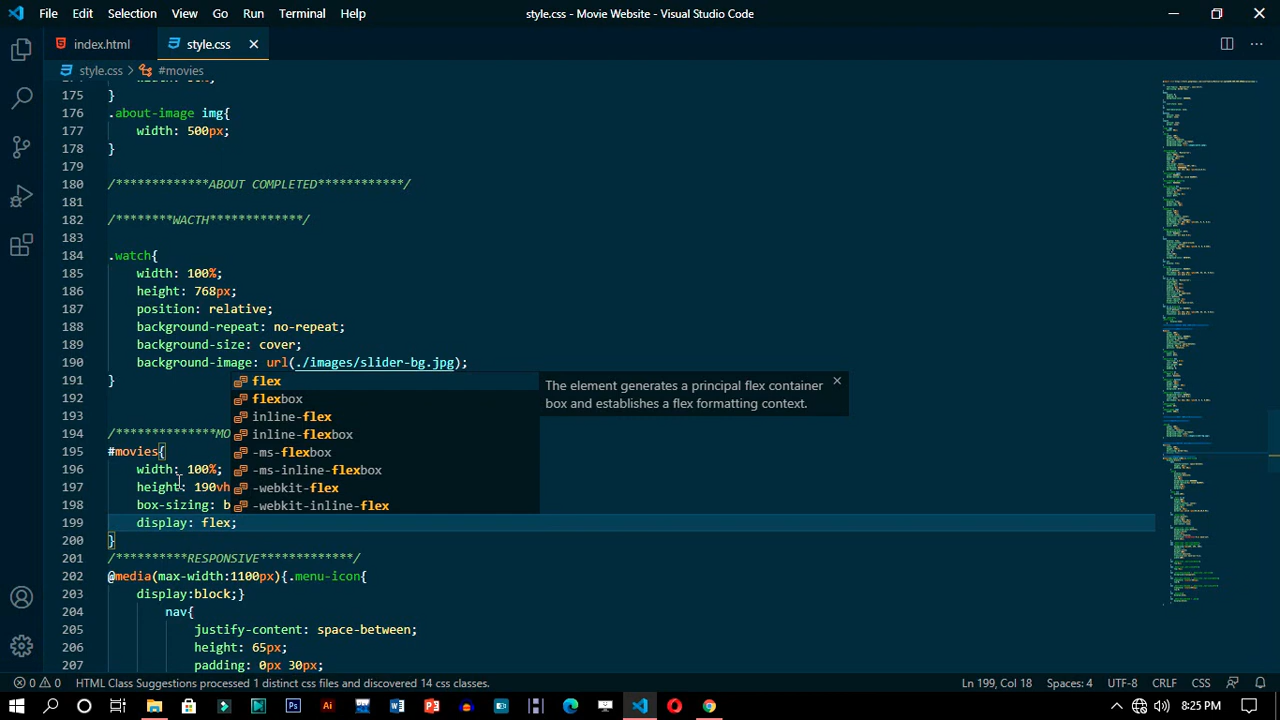 File Edit Selection View Go Run Terminal Help style.css - Movie Website - Visual Studio Code
index.html style.css
style.css > #movies
175 }
176 .about-image img{
177 width: 500px;
178 }
179
180 /*************ABOUT COMPLETED************/
181
182 /********WACTH*************/
183
184 .watch{
185 width: 100%;
186 height: 768px;
187 position: relative;
188 background-repeat: no-repeat;
189 background-size: cover;
190 background-image: url(./images/slider-bg.jpg);
191 }
flex
The element generates a principal flex container
box and establishes a flex formatting context.
192 flexbox
193 inline-flex
194 /**************MO inline-flexbox
195 #movies{ -ms-flexbox
196 width: 100%; -ms-inline-flexbox
197 height: 190vh -webkit-flex
198 box-sizing: b -webkit-inline-flex
199 display: flex;
200 }
201 /**********RESPONSIVE*************/
202 @media(max-width:1100px){.menu-icon{
203 display:block;}
204 nav{
205 justify-content: space-between;
206 height: 65px;
207 padding: 0px 30px;
0 0 HTML Class Suggestions processed 1 distinct css files and discovered 14 css classes. Ln 199, Col 18 Spaces: 4 UTF-8 CRLF CSS
8:25 PM